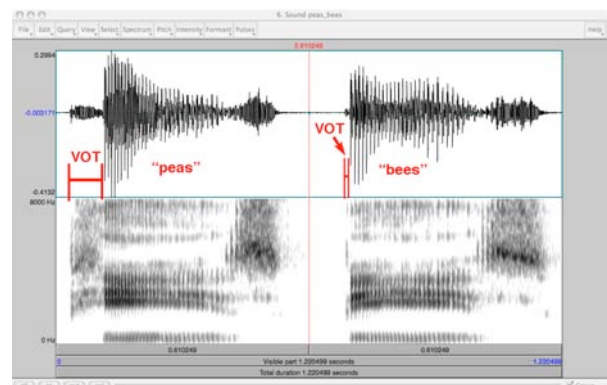 6. Sound peas_bees
File Edit Query View Select Spectrum Pitch Intensity Formant Pulses Help
0.610249
0.2984
-0.003171
VOT
VOT
"peas"
"bees"
-0.4132
8000 Hz
0 Hz
0.610249 0.610249
0 Visible part 1.220499 seconds 1.220499
Total duration 1.220499 seconds